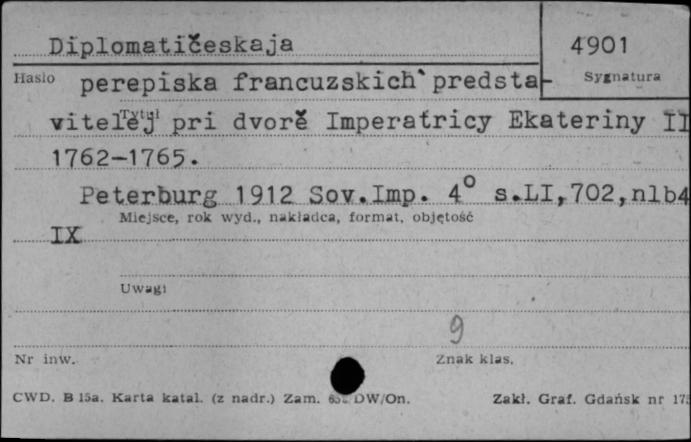 Diplomatičeskaja
4901
Hasło
perepiska francuzskich predsta-
Sygnatura
Tytuł
vitelěj pri dvorě Imperatricy Ekateriny II
1762-1765.
Peterburg 1912 Sov.Imp. 4° s.LI,702,nlb4
Miejsce, rok wyd., nakładca, format, objętość
IX
Uwagi
9
Nr inw.
Znak klas.
CWD. B 15a. Karta katal. (z nadr.) Zam. DW/On.
Zakł. Graf. Gdańsk nr